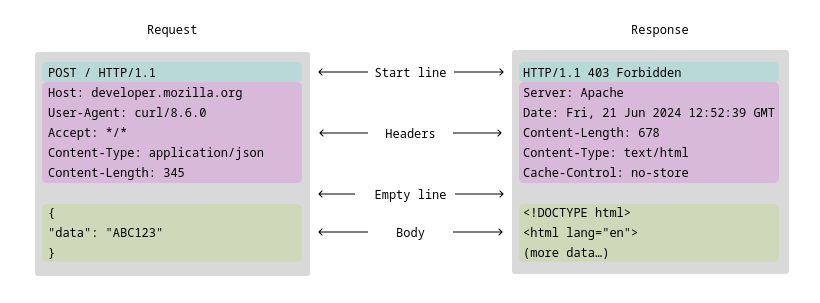 Request
POST / HTTP/1.1
Host: developer.mozilla.org
User-Agent: curl/8.6.0
Accept: */*
Content-Type: application/json
Content-Length: 345
{
"data": "ABC123"
}
Start line
Headers
Empty line
Body
Response
HTTP/1.1 403 Forbidden
Server: Apache
Date: Fri, 21 Jun 2024 12:52:39 GMT
Content-Length: 678
Content-Type: text/html
Cache-Control: no-store
<!DOCTYPE html>
<html lang="en">
(more data…)